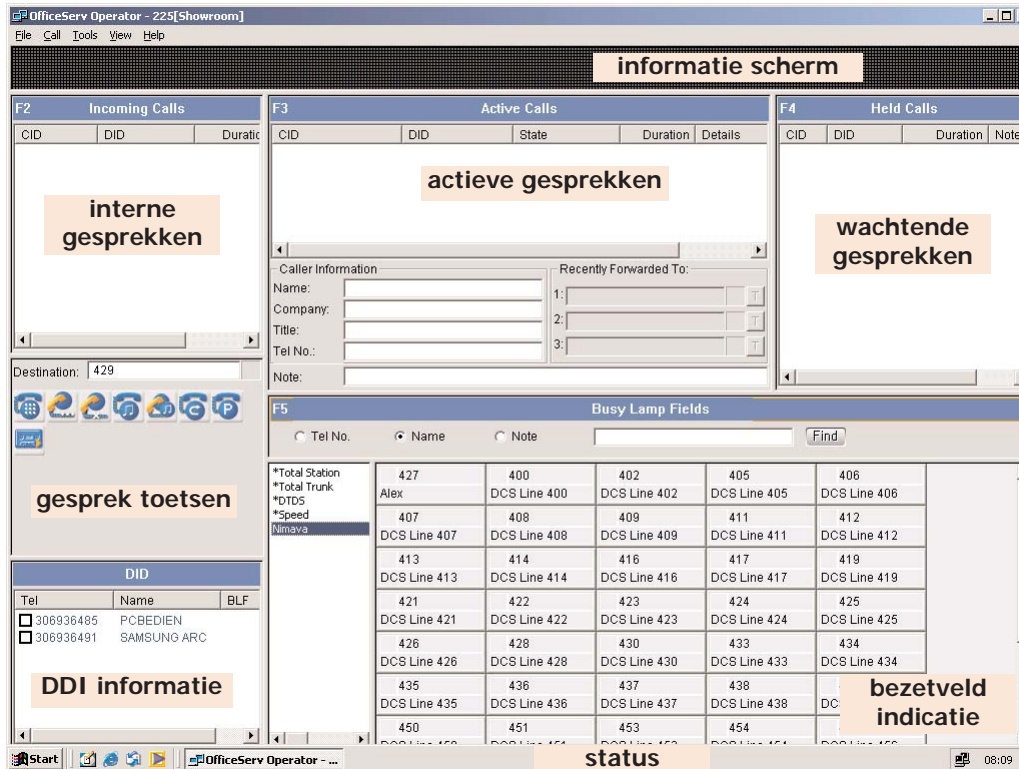 OfficeServ Operator - 225[Showroom]
File Call Tools View Help
informatie scherm
F2 Incoming Calls
CID DID
interne
gesprekken
F3 Active Calls
CID DID State Duration Details
actieve gesprekken
F4 Held Calls
CID DID Duration
wachtende
gesprekken
Caller Information
Name:
Company:
Title:
Tel No.:
Note:
Recently Forwarded To:
1: T
2: T
3: T
Destination: 429
gesprek toetsen
F5 Busy Lamp Fields
Tel No. Name Note Find
*Total Station
*Total Trunk
*DTDS
*Speed
Nimava
427 400 402 405 406
Alex DCS Line 400 DCS Line 402 DCS Line 405 DCS Line 406
407 408 409 411 412
DCS Line 407 DCS Line 408 DCS Line 409 DCS Line 411 DCS Line 412
413 414 416 417 419
DCS Line 413 DCS Line 414 DCS Line 416 DCS Line 417 DCS Line 419
421 422 423 424 425
DCS Line 421 DCS Line 422 DCS Line 423 DCS Line 424 DCS Line 425
426 428 430 433 434
DCS Line 426 DCS Line 428 DCS Line 430 DCS Line 433 DCS Line 434
435 436 437 438
DCS Line 435 DCS Line 436 DCS Line 437 DCS Line 438
450 451 453 454
bezetveld
indicatie
DID
Tel Name BLF
306936485 PCBEDIEN
306936491 SAMSUNG ARC
DDI informatie
Start OfficeServ Operator - ...
status
08:09